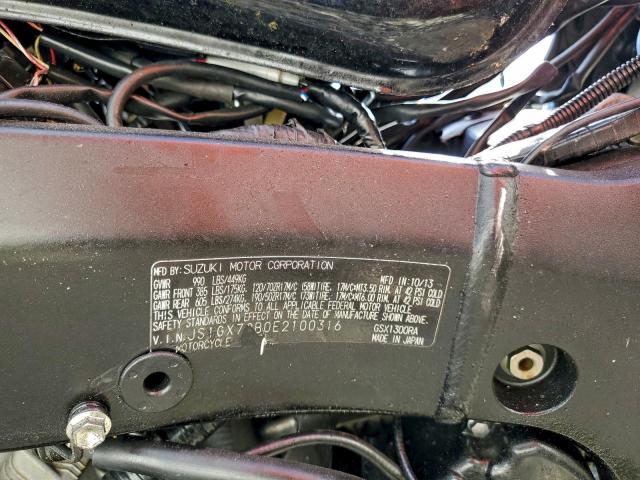 MFD BY: SUZUKI MOTOR CORPORATION MFD IN: 10/13
GVWR 990 LBS/449KG
GAWR FRONT 385 LBS/175KG, 120/70ZR17M/C (58W)TIRE, 17M/C×MT3.50 RIM, AT 42 PSI COLD
GAWR REAR 605 LBS/274KG, 190/50ZR17M/C (73W)TIRE, 17M/C×MT6.00 RIM, AT 42 PSI COLD
THIS VEHICLE CONFORMS TO ALL APPLICABLE FEDERAL MOTOR VEHICLE
SAFETY STANDARDS IN EFFECT ON THE DATE OF MANUFACTURE SHOWN ABOVE.
V.I.N. GSX1300RA
MOTORCYCLE MADE IN JAPAN